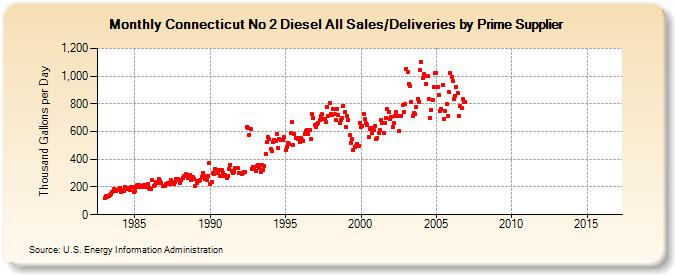 Monthly Connecticut No 2 Diesel All Sales/Deliveries by Prime Supplier
Thousand Gallons per Day
1,200
1,000
800
600
400
200
0
1985 1990 1995 2000 2005 2010 2015
Source: U.S. Energy Information Administration